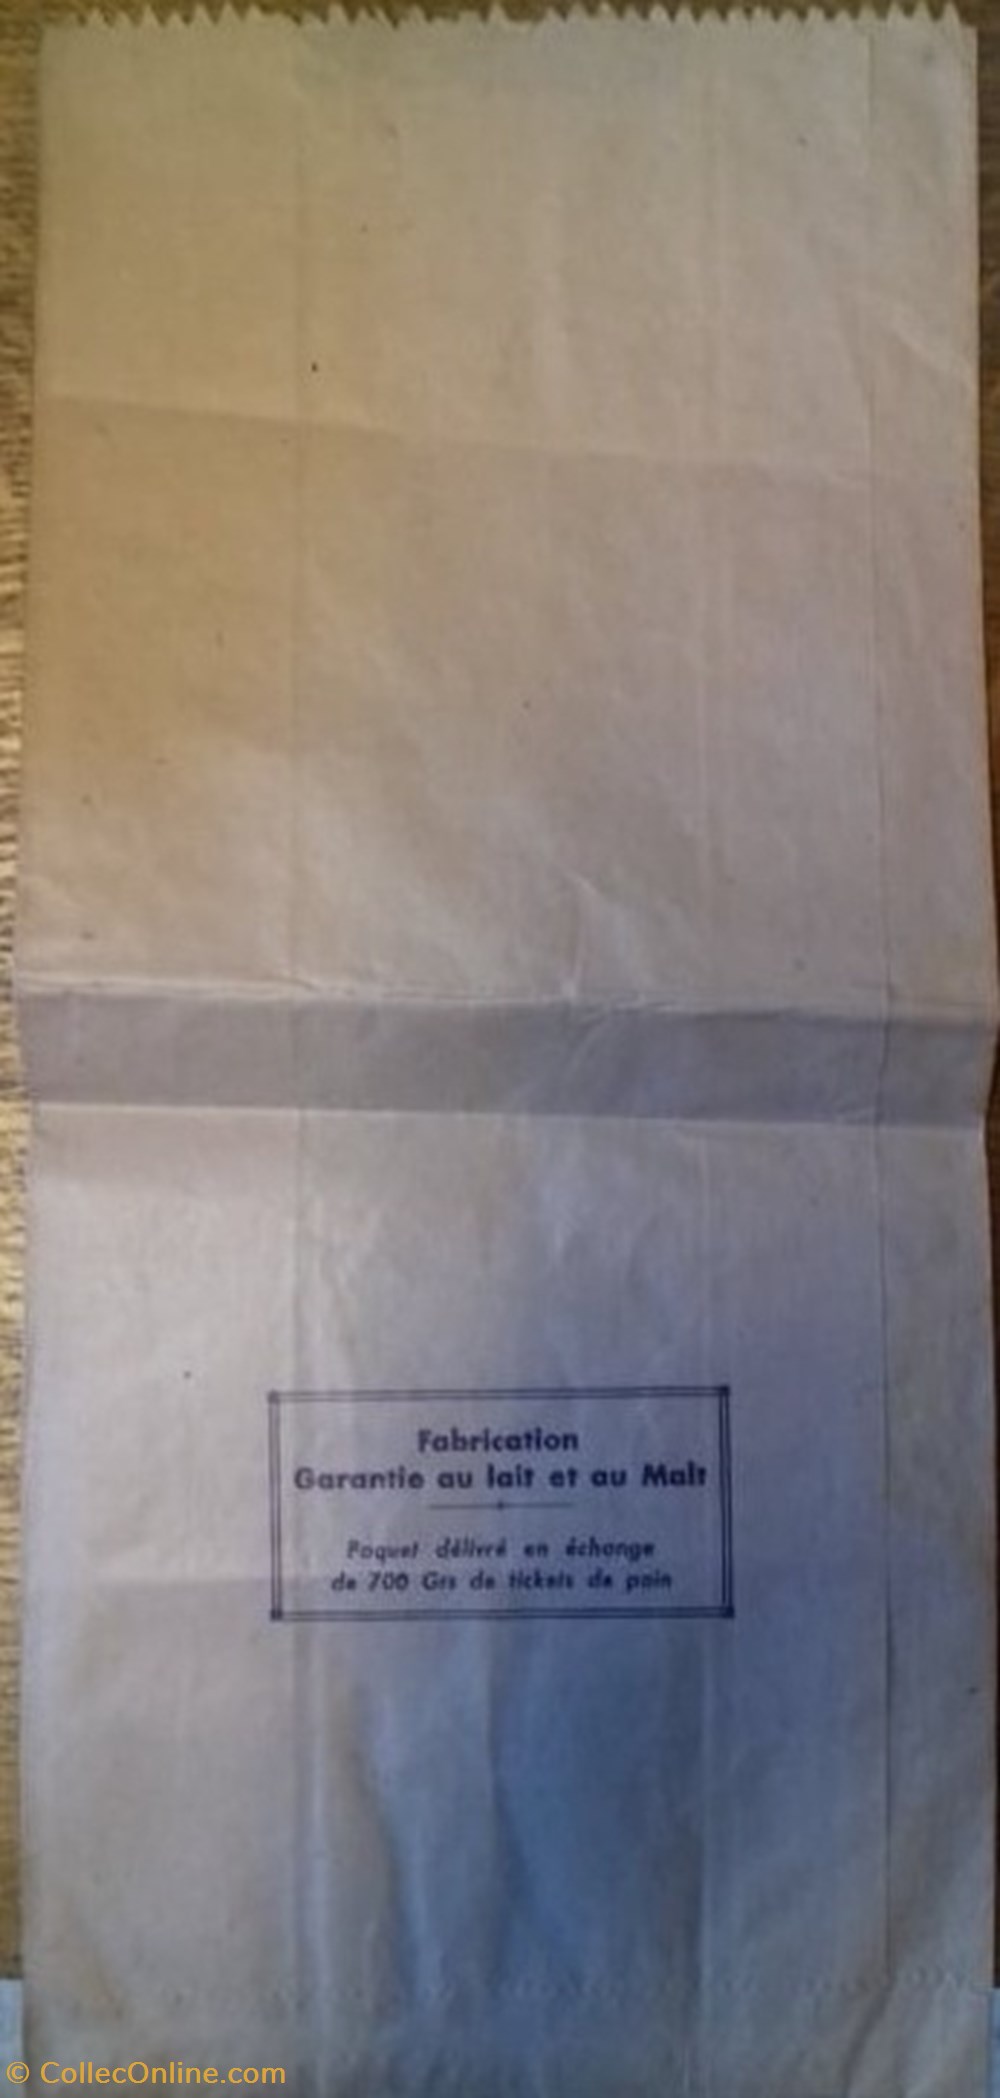 Fabrication
Garantie au lait et au Malt
Paquet délivré en échange
de 700 Grs de tickets de pain
© CollecOnline.com